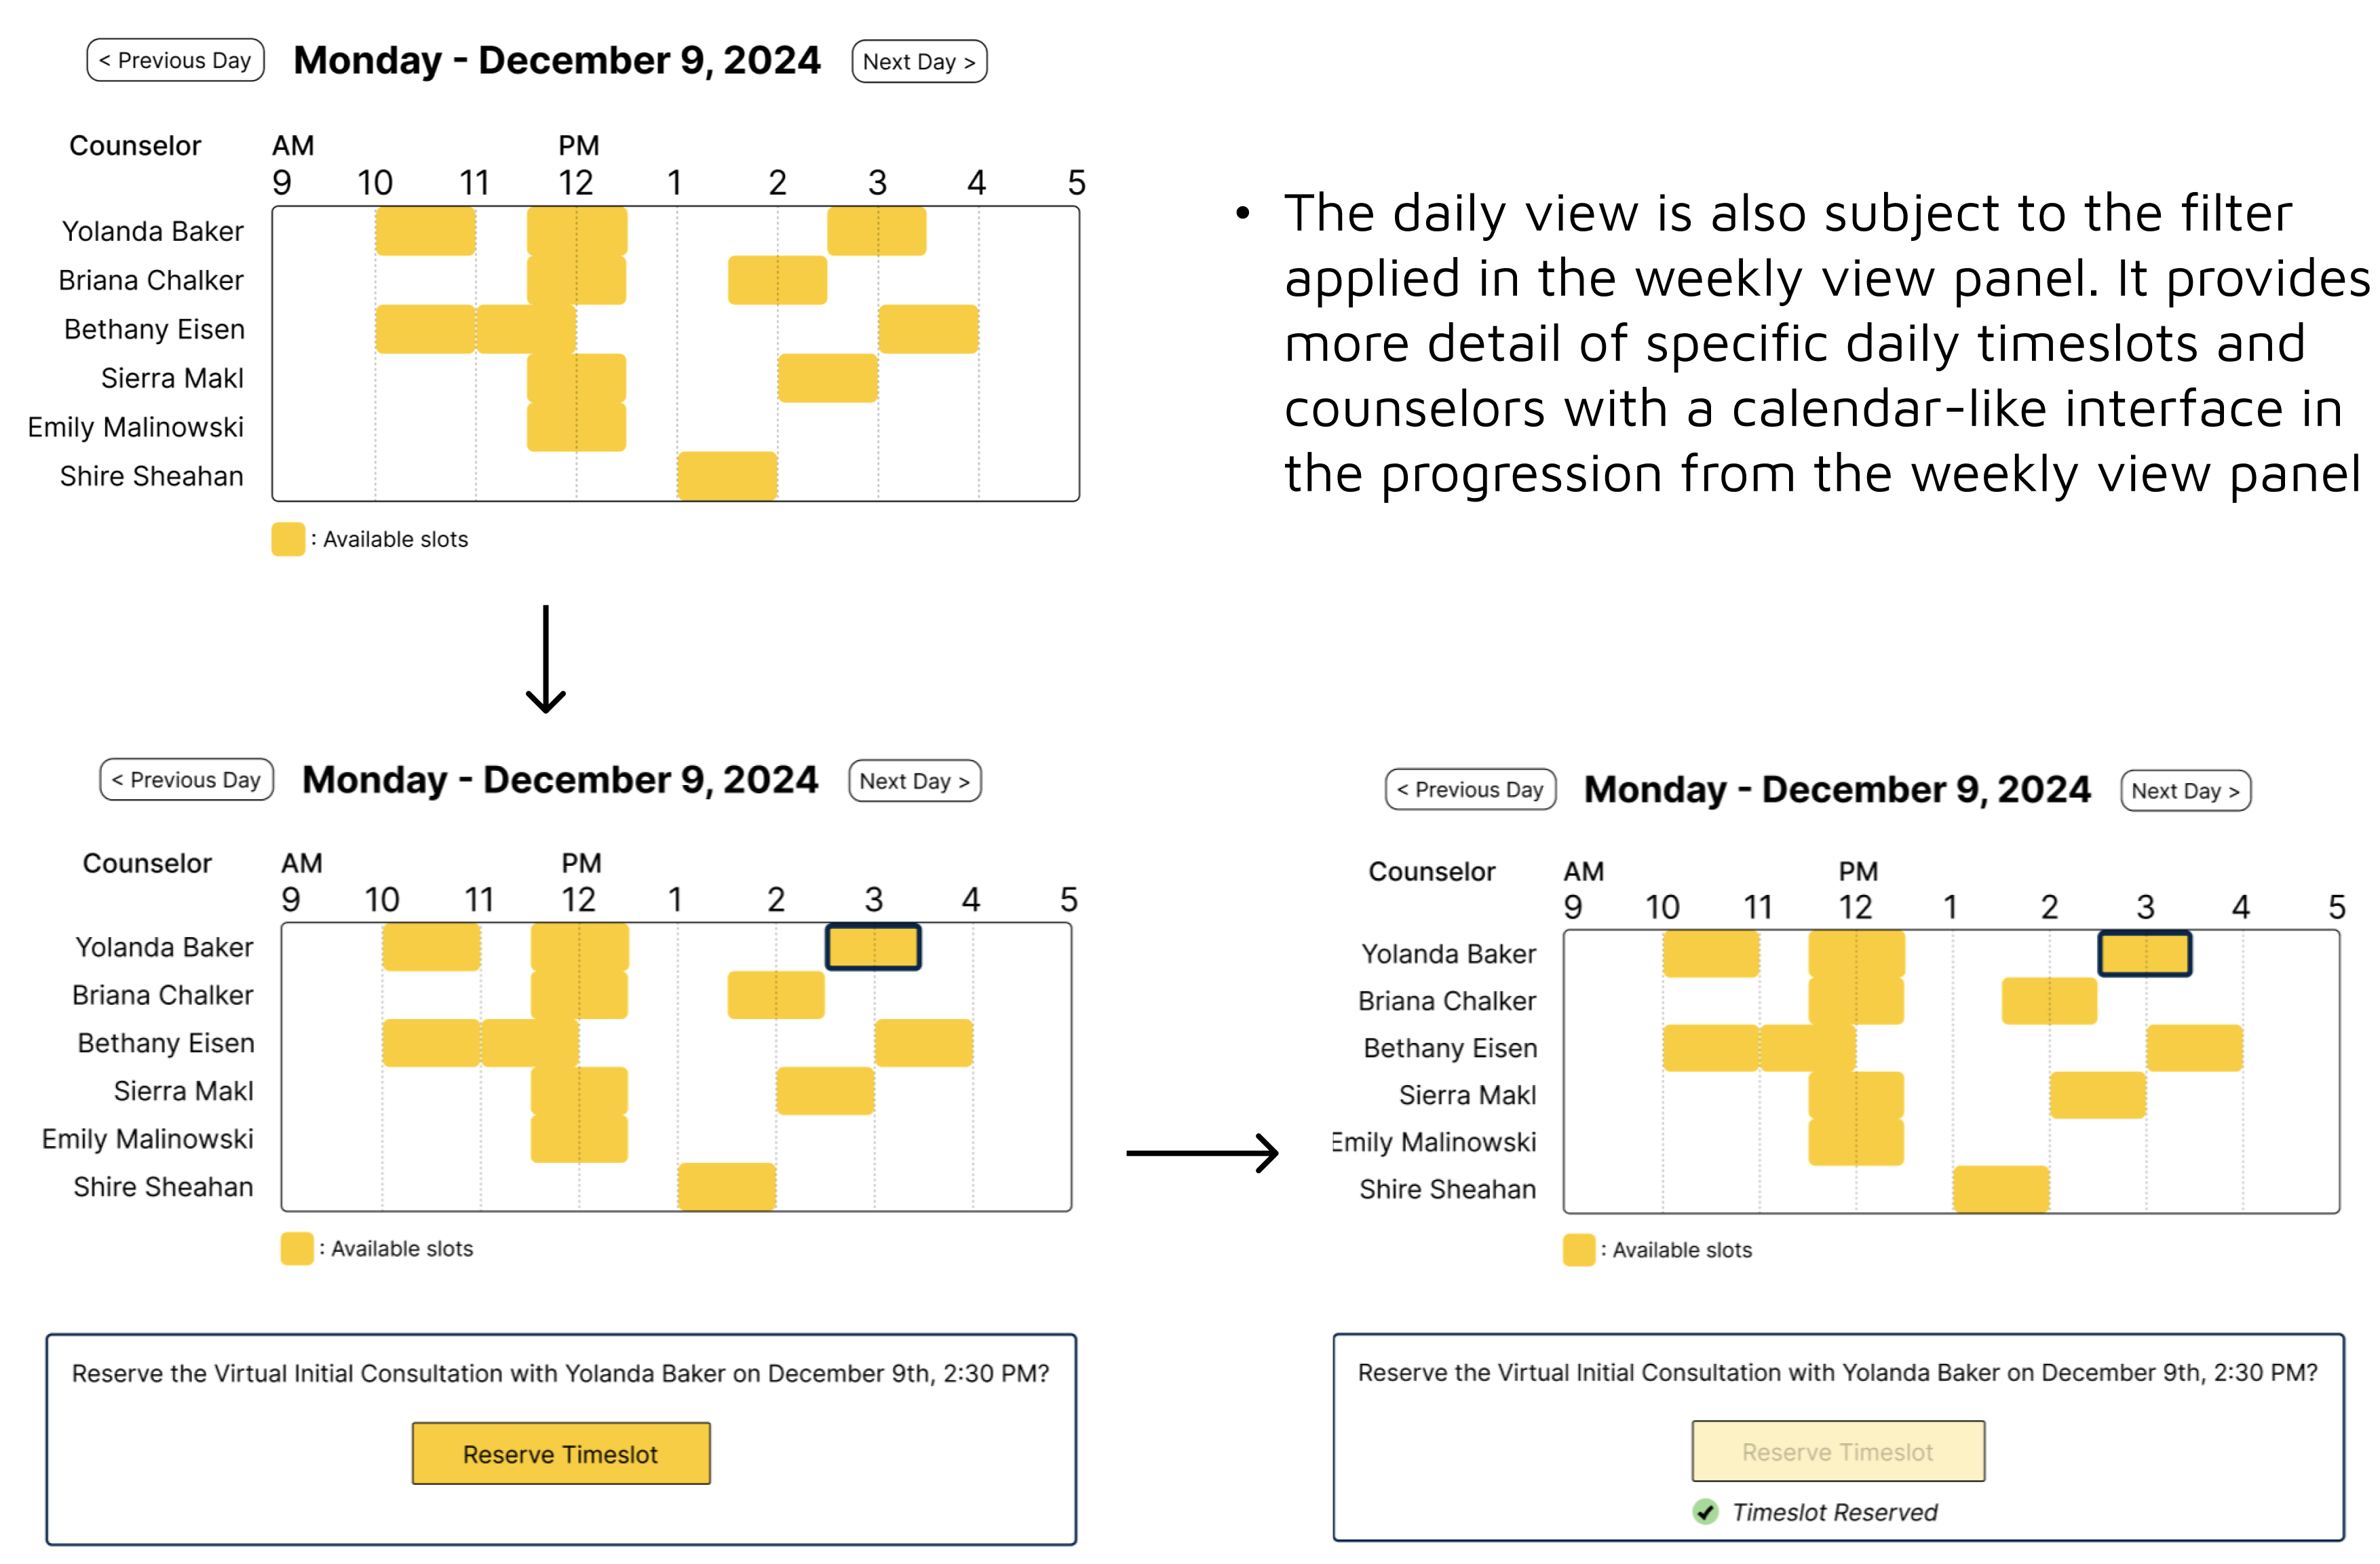 < Previous Day Monday - December 9, 2024 Next Day >
Counselor AM PM
9 10 11 12 1 2 3 4 5
Yolanda Baker
Briana Chalker
Bethany Eisen
Sierra Makl
Emily Malinowski
Shire Sheahan
: Available slots
• The daily view is also subject to the filter
applied in the weekly view panel. It provides
more detail of specific daily timeslots and
counselors with a calendar-like interface in
the progression from the weekly view panel
< Previous Day Monday - December 9, 2024 Next Day >
Counselor AM PM
9 10 11 12 1 2 3 4 5
Yolanda Baker
Briana Chalker
Bethany Eisen
Sierra Makl
Emily Malinowski
Shire Sheahan
: Available slots
Reserve the Virtual Initial Consultation with Yolanda Baker on December 9th, 2:30 PM?
Reserve Timeslot
< Previous Day Monday - December 9, 2024 Next Day >
Counselor AM PM
9 10 11 12 1 2 3 4 5
Yolanda Baker
Briana Chalker
Bethany Eisen
Sierra Makl
Emily Malinowski
Shire Sheahan
: Available slots
Reserve the Virtual Initial Consultation with Yolanda Baker on December 9th, 2:30 PM?
Reserve Timeslot
Timeslot Reserved